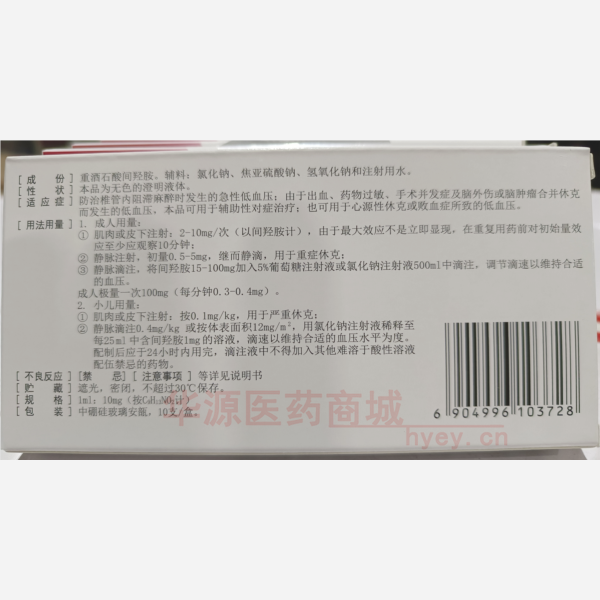 [成 份] 重酒石酸间羟胺、辅料：氯化钠、焦亚硫酸钠、氢氧化钠和注射用水。
[性 状] 本品为无色的澄明液体。
[适 应 症] 防治椎管内阻滞麻醉时发生的急性低血压；由于出血、药物过敏、手术并发症及脑外伤或脑肿瘤合并休克
而发生的低血压，本品可用于辅助性对症治疗；也可用于心源性休克或败血症所致的低血压。
[用法用量] 1. 成人用量：
① 肌肉或皮下注射：2-10mg/次（以间羟胺计），由于最大效应不是立即显现，在重复用药前对初始量效
应至少应观察10分钟；
② 静脉注射，初量0.5-5mg，继而静滴，用于重症休克；
③ 静脉滴注，将间羟胺15-100mg加入5%葡萄糖注射液或氯化钠注射液500ml中滴注，调节滴速以维持合适
的血压。
成人极量一次100mg（每分钟0.3-0.4mg）。
2. 小儿用量：
① 肌肉或皮下注射：按0.1mg/kg，用于严重休克；
② 静脉滴注0.4mg/kg 或按体表面积12mg/m²，用氯化钠注射液稀释至
每25ml中含间羟胺1mg的溶液，滴速以维持合适的血压水平为度。
配制后应于24小时内用完，滴注液中不得加入其他难溶于酸性溶液
配伍禁忌的药物。
[不良反应] [禁 忌] [注意事项] 等详见说明书
[贮 藏] 遮光，密闭，不超过30℃保存。
[规 格] 1ml：10mg（按C₉H₁₃NO₂计）
[包 装] 中硼硅玻璃安瓿，10支/盒。
6 904996 103728
华源医药商城
hyey.cn